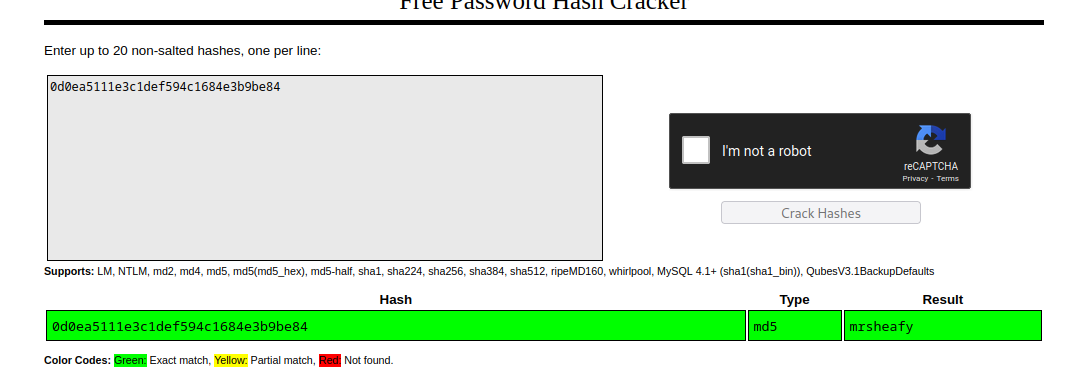 Free Password Hash Cracker
Enter up to 20 non-salted hashes, one per line:
0d0ea5111e3c1def594c1684e3b9be84
I'm not a robot
reCAPTCHA
Privacy - Terms
Crack Hashes
Supports: LM, NTLM, md2, md4, md5, md5(md5_hex), md5-half, sha1, sha224, sha256, sha384, sha512, ripeMD160, whirlpool, MySQL 4.1+ (sha1(sha1_bin)), QubesV3.1BackupDefaults
Hash Type Result
0d0ea5111e3c1def594c1684e3b9be84 md5 mrsheafy
Color Codes: Green: Exact match, Yellow: Partial match, Red: Not found.